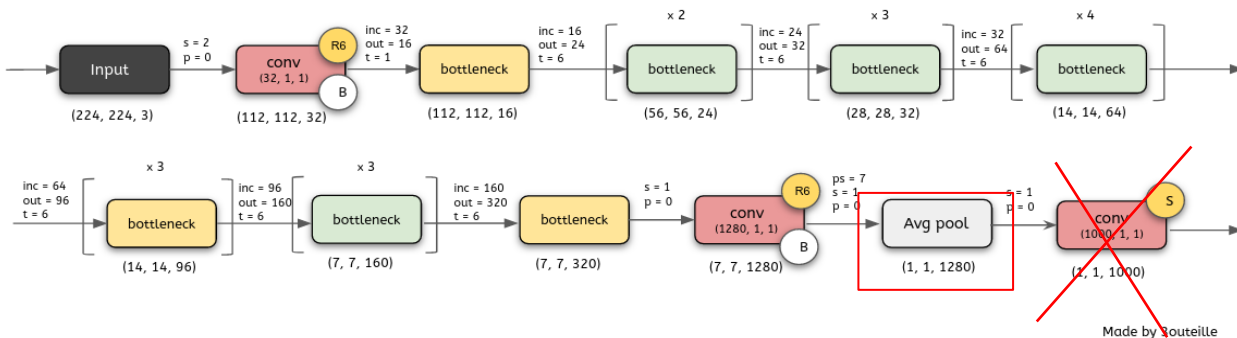 x 2
x 3
x 4
s = 2
p = 0
inc = 32
out = 16
t = 1
inc = 16
out = 24
t = 6
inc = 24
out = 32
t = 6
inc = 32
out = 64
t = 6
Input
conv
(32, 1, 1)
R6
B
bottleneck
bottleneck
bottleneck
bottleneck
(224, 224, 3)
(112, 112, 32)
(112, 112, 16)
(56, 56, 24)
(28, 28, 32)
(14, 14, 64)
x 3
x 3
inc = 64
out = 96
t = 6
inc = 96
out = 160
t = 6
inc = 160
out = 320
t = 6
s = 1
p = 0
ps = 7
s = 1
p = 0
s = 1
p = 0
bottleneck
bottleneck
bottleneck
conv
(1280, 1, 1)
R6
B
Avg pool
conv
(1000, 1, 1)
S
(14, 14, 96)
(7, 7, 160)
(7, 7, 320)
(7, 7, 1280)
(1, 1, 1280)
(1, 1, 1000)
Made by Bouteille